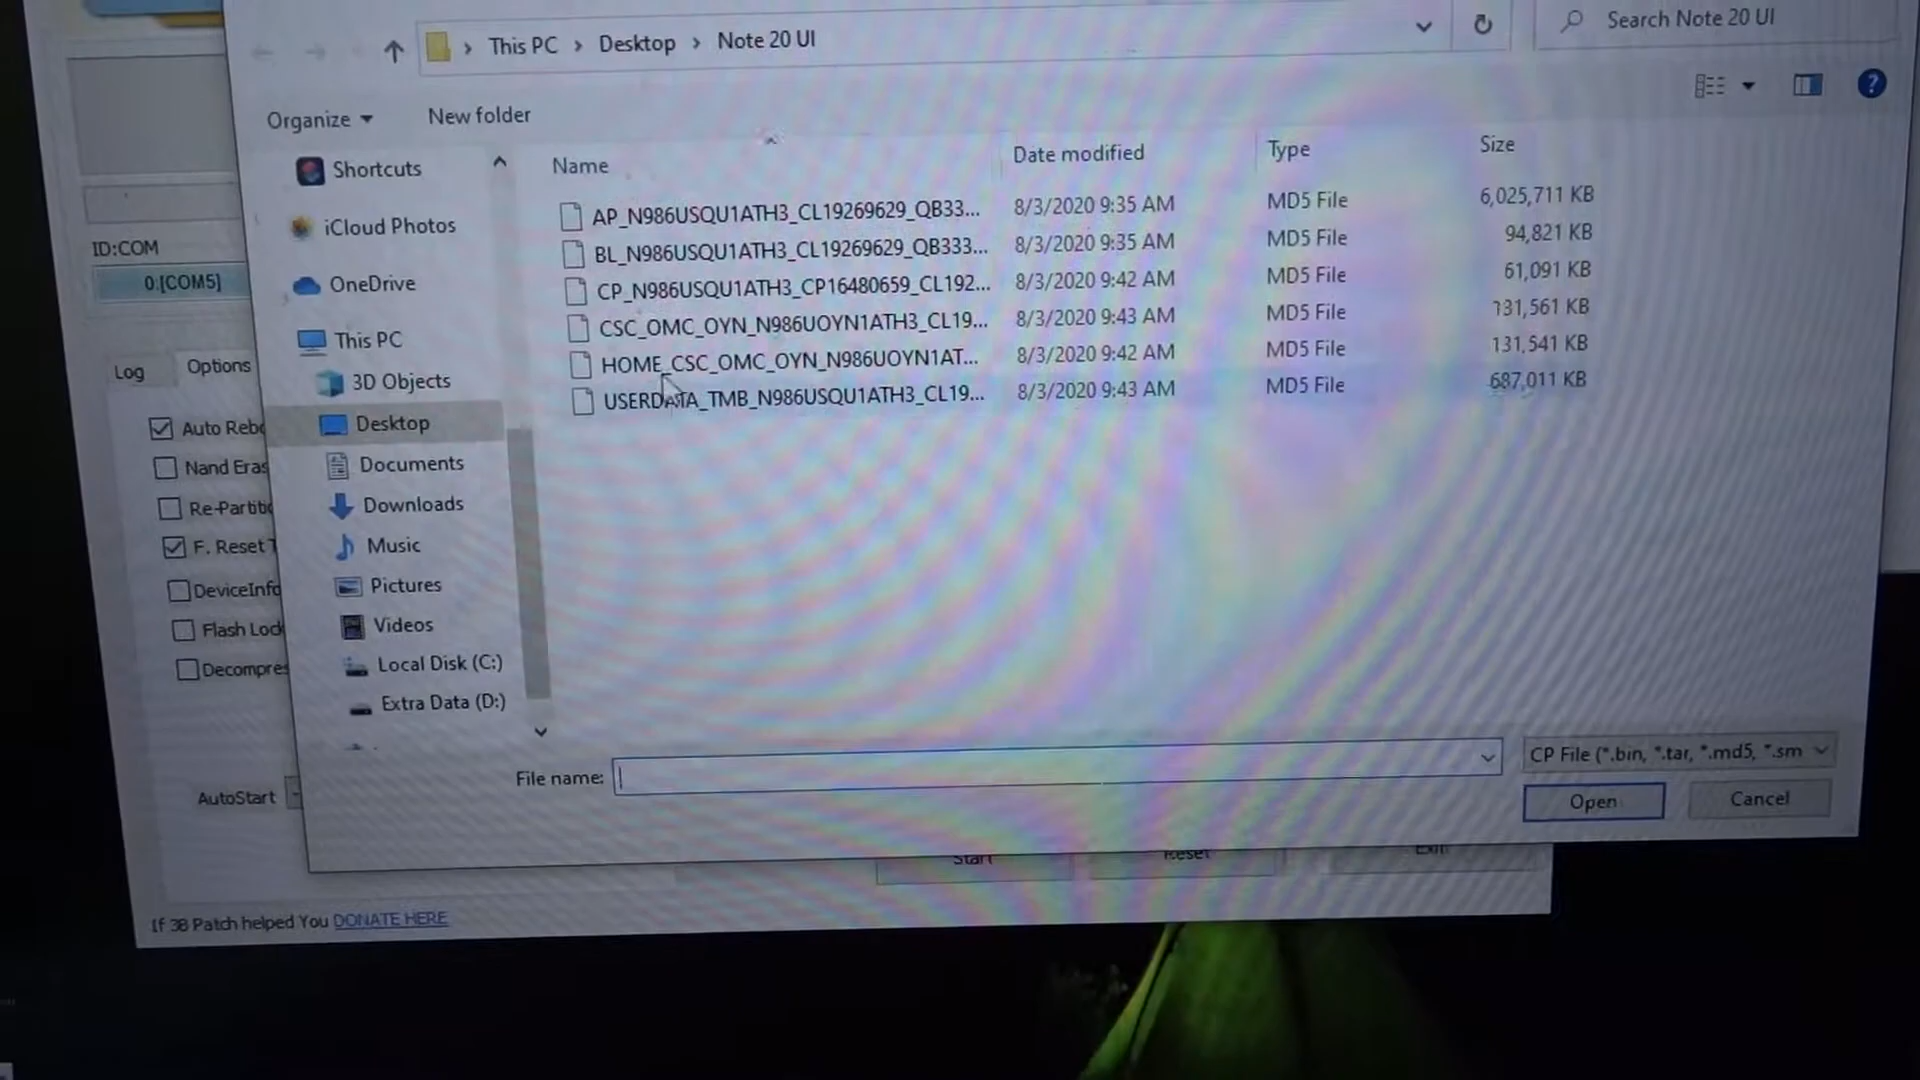 This PC > Desktop > Note 20 UI
Search Note 20 UI
Organize
New folder
Name
Date modified
Type
Size
AP_N986USQU1ATH3_CL19269629_QB33... 8/3/2020 9:35 AM MD5 File 6,025,711 KB
BL_N986USQU1ATH3_CL19269629_QB333... 8/3/2020 9:35 AM MD5 File 94,821 KB
CP_N986USQU1ATH3_CP16480659_CL192... 8/3/2020 9:42 AM MD5 File 61,091 KB
CSC_OMC_OYN_N986UOYN1ATH3_CL19... 8/3/2020 9:43 AM MD5 File 131,561 KB
HOME_CSC_OMC_OYN_N986UOYN1AT... 8/3/2020 9:42 AM MD5 File 131,541 KB
USERDATA_TMB_N986USQU1ATH3_CL19... 8/3/2020 9:43 AM MD5 File 687,011 KB
Shortcuts
iCloud Photos
OneDrive
This PC
3D Objects
Desktop
Documents
Downloads
Music
Pictures
Videos
Local Disk (C:)
Extra Data (D:)
File name:
CP File (*.bin, *.tar, *.md5, *.sm
Open
Cancel
ID:COM
0:[COM5]
Log
Options
Auto Rebo
Nand Eras
Re-Partitio
F. Reset T
DeviceInfo
Flash Lock
Decompres
AutoStart
Start
Reset
Exit
If 3B Patch helped You DONATE HERE